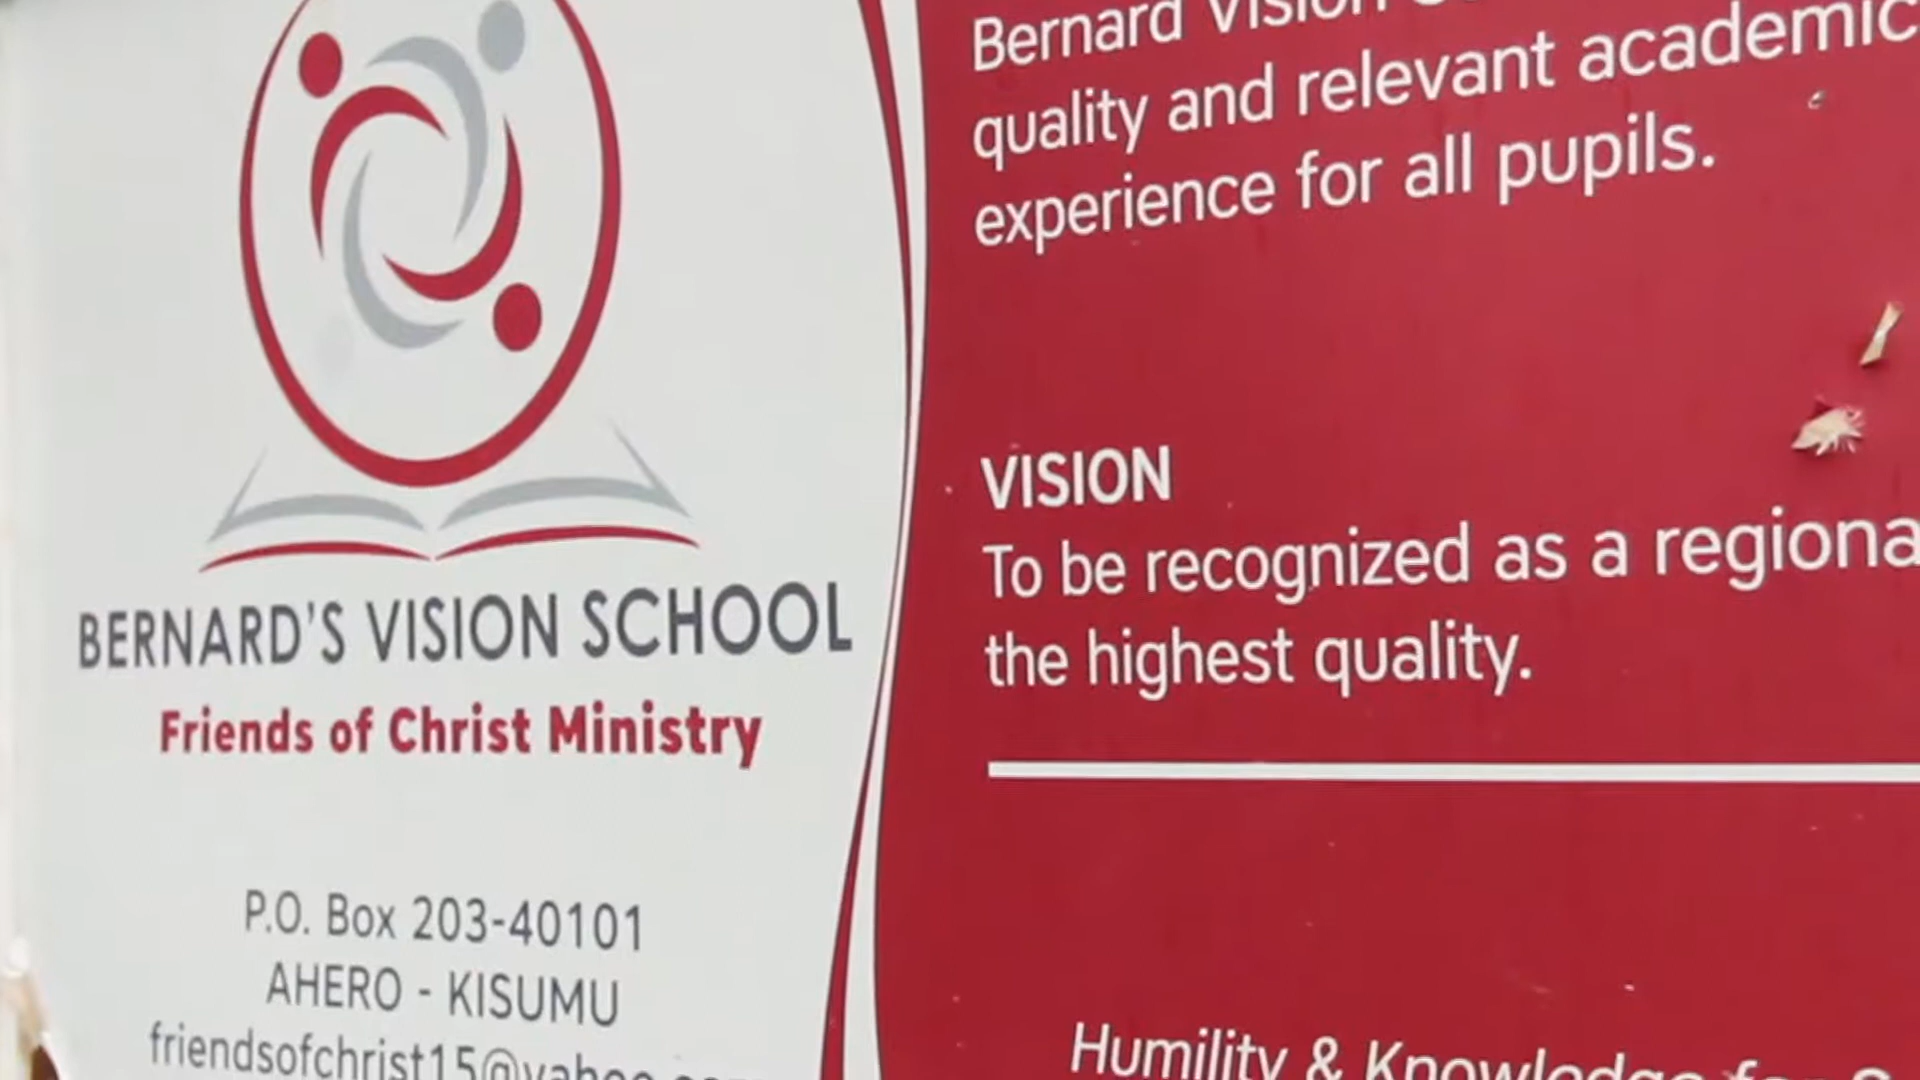 BERNARD'S VISION SCHOOL
Friends of Christ Ministry
P.O. Box 203-40101
AHERO - KISUMU
friendsofchrist15@yahoo
Bernard Vision
quality and relevant academic
experience for all pupils.
VISION
To be recognized as a regiona
the highest quality.
Humility & Knowledge for